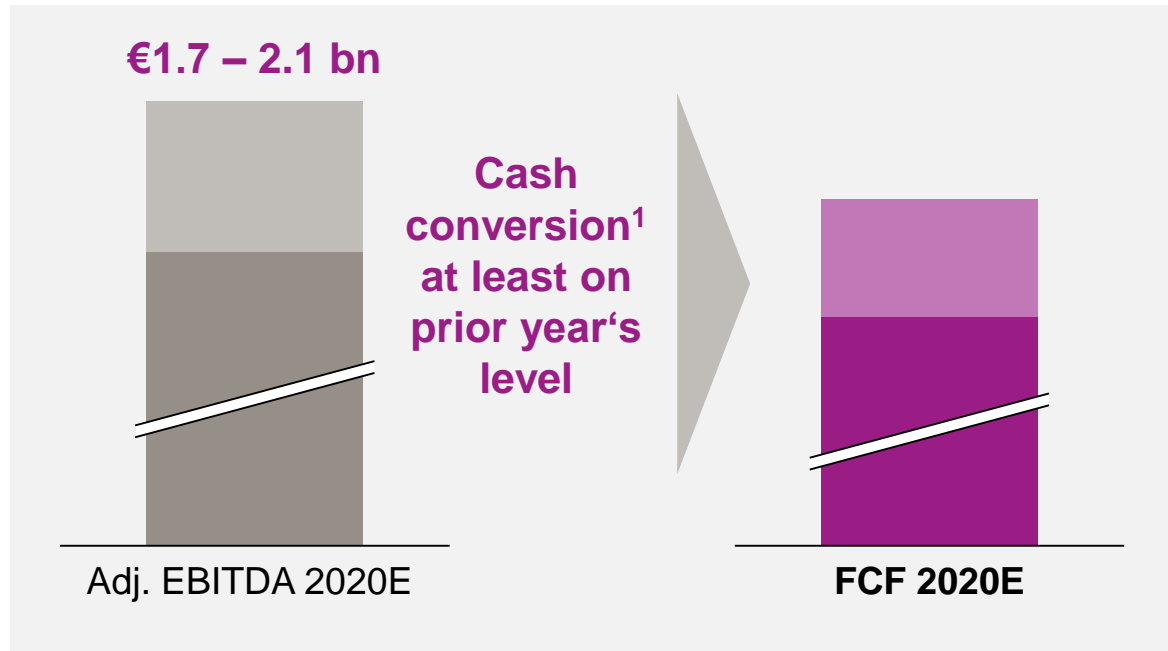 €1.7 – 2.1 bn
Cash
conversion¹
at least on
prior year‘s
level
Adj. EBITDA 2020E
FCF 2020E